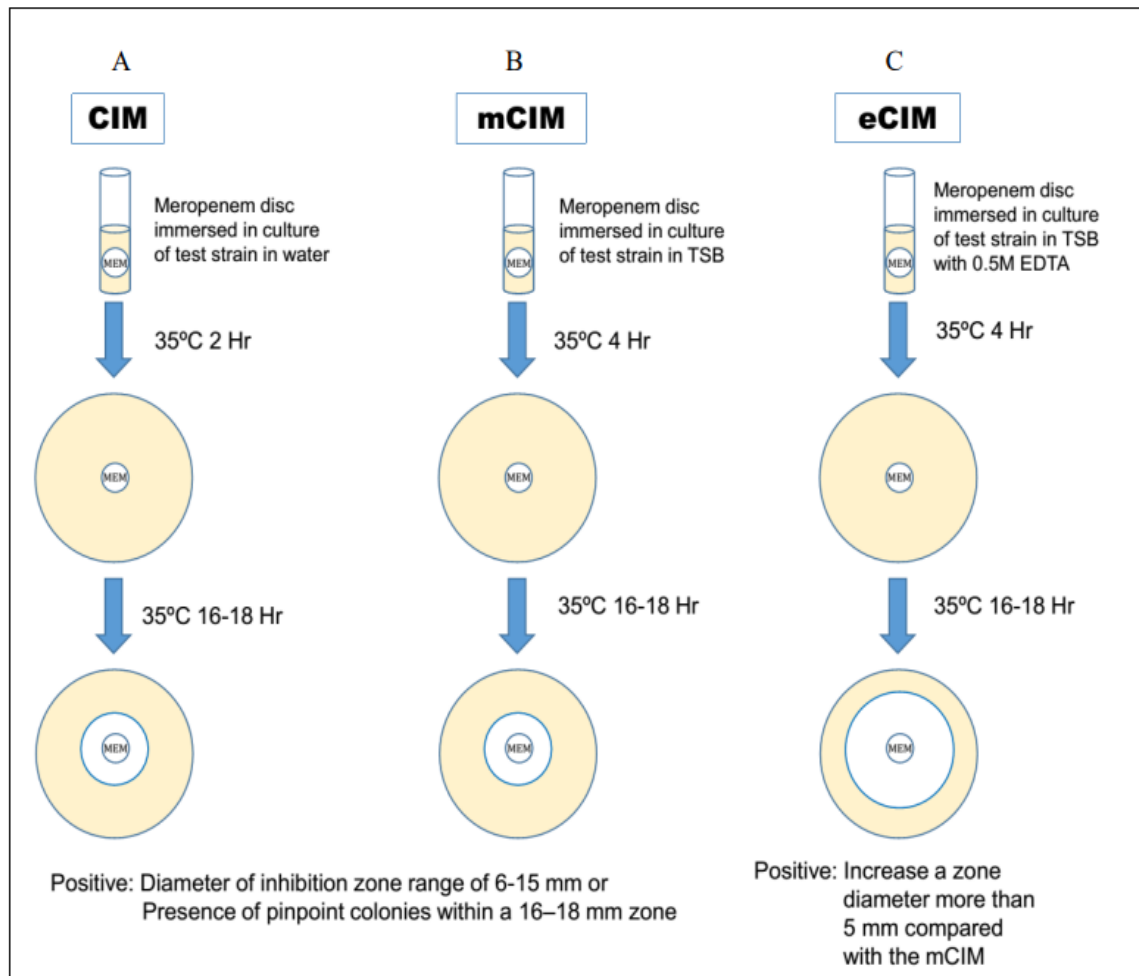 A
B
C
CIM
mCIM
eCIM
Meropenem disc
immersed in culture
of test strain in water
Meropenem disc
immersed in culture
of test strain in TSB
Meropenem disc
immersed in culture
of test strain in TSB
with 0.5M EDTA
MEM
MEM
MEM
35ºC 2 Hr
35ºC 4 Hr
35ºC 4 Hr
MEM
MEM
MEM
35ºC 16-18 Hr
35ºC 16-18 Hr
35ºC 16-18 Hr
MEM
MEM
MEM
Positive: Diameter of inhibition zone range of 6-15 mm or
Presence of pinpoint colonies within a 16–18 mm zone
Positive: Increase a zone
diameter more than
5 mm compared
with the mCIM